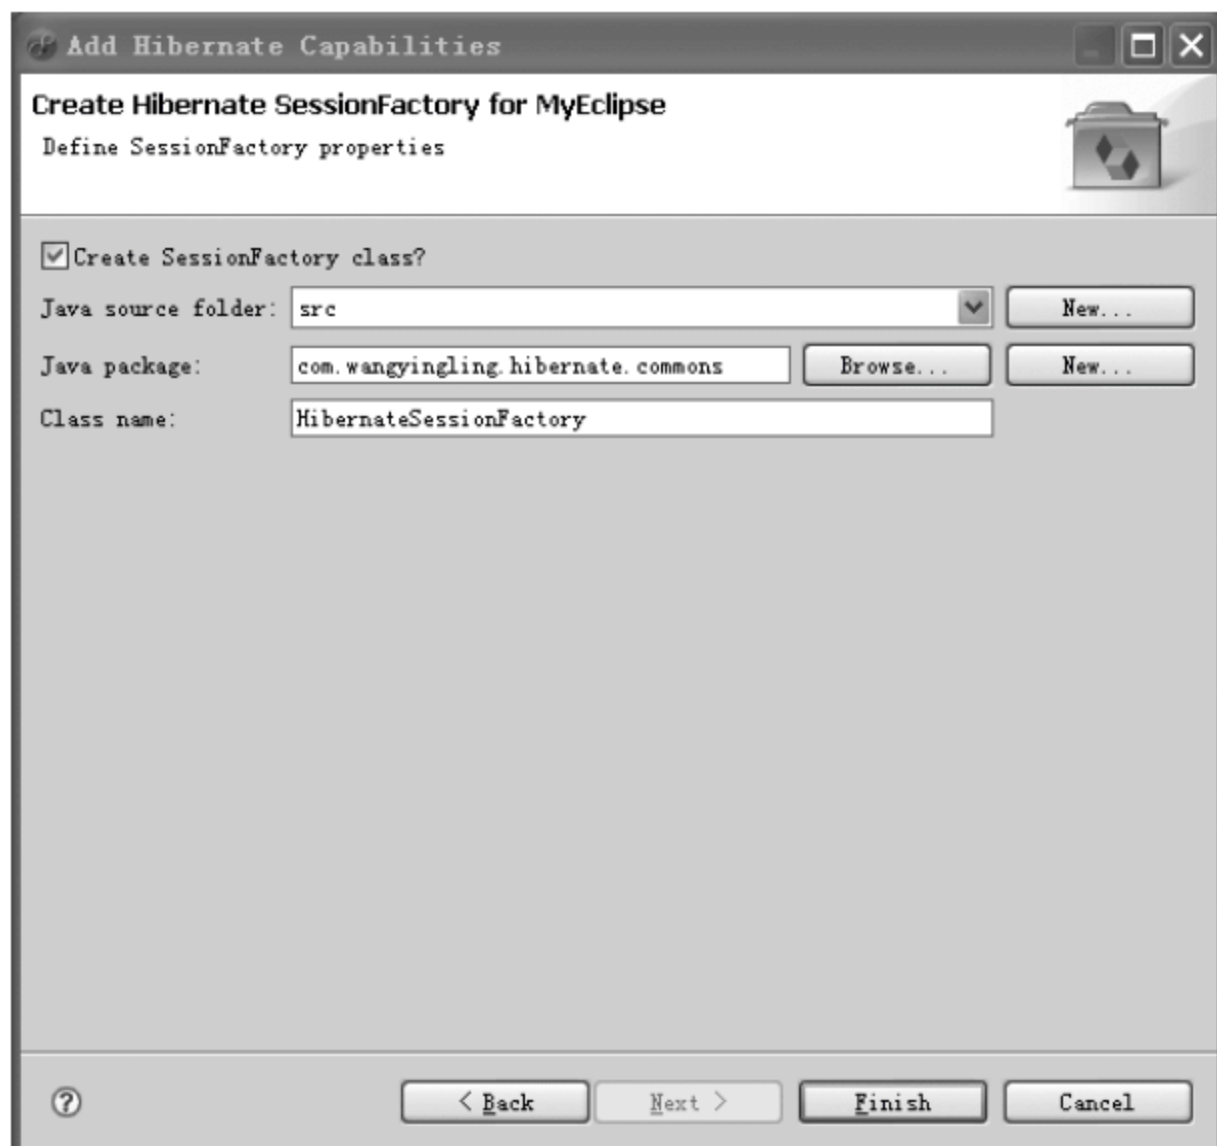 Add Hibernate Capabilities
Create Hibernate SessionFactory for MyEclipse
Define SessionFactory properties
Create SessionFactory class?
Java source folder: src New...
Java package: com.wangyingling.hibernate.commons Browse... New...
Class name: HibernateSessionFactory
? < Back Next > Finish Cancel